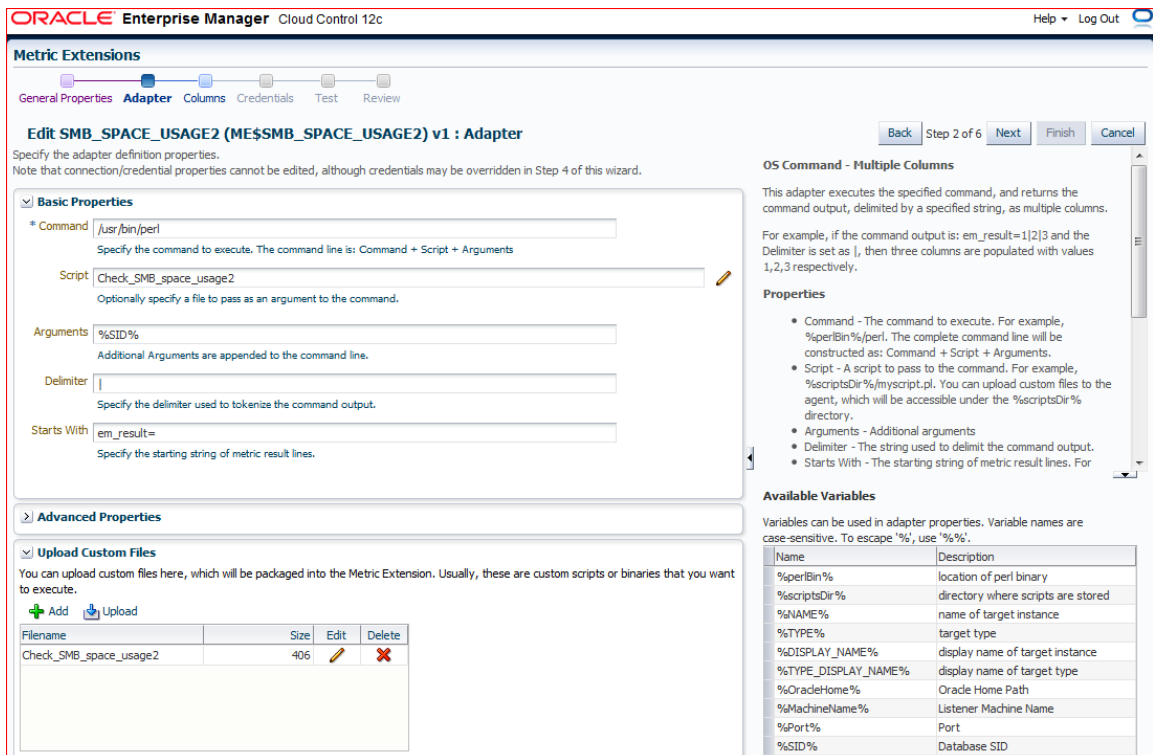 ORACLE Enterprise Manager Cloud Control 12c
Help Log Out
Metric Extensions
General Properties Adapter Columns Credentials Test Review
Edit SMB_SPACE_USAGE2 (ME$SMB_SPACE_USAGE2) v1 : Adapter
Back Step 2 of 6 Next Finish Cancel
Specify the adapter definition properties.
Note that connection/credential properties cannot be edited, although credentials may be overridden in Step 4 of this wizard.
Basic Properties
* Command /usr/bin/perl
Specify the command to execute. The command line is: Command + Script + Arguments
Script Check_SMB_space_usage2
Optionally specify a file to pass as an argument to the command.
Arguments %SID%
Additional Arguments are appended to the command line.
Delimiter |
Specify the delimiter used to tokenize the command output.
Starts With em_result=
Specify the starting string of metric result lines.
Advanced Properties
Upload Custom Files
You can upload custom files here, which will be packaged into the Metric Extension. Usually, these are custom scripts or binaries that you want
to execute.
Add Upload
Filename Size Edit Delete
Check_SMB_space_usage2 406
OS Command - Multiple Columns
This adapter executes the specified command, and returns the
command output, delimited by a specified string, as multiple columns.
For example, if the command output is: em_result=1|2|3 and the
Delimiter is set as |, then three columns are populated with values
1,2,3 respectively.
Properties
• Command - The command to execute. For example,
%perlBin%/perl. The complete command line will be
constructed as: Command + Script + Arguments.
• Script - A script to pass to the command. For example,
%scriptsDir%/myscript.pl. You can upload custom files to the
agent, which will be accessible under the %scriptsDir%
directory.
• Arguments - Additional arguments
• Delimiter - The string used to delimit the command output.
• Starts With - The starting string of metric result lines. For
Available Variables
Variables can be used in adapter properties. Variable names are
case-sensitive. To escape '%', use '%%'.
Name Description
%perlBin% location of perl binary
%scriptsDir% directory where scripts are stored
%NAME% name of target instance
%TYPE% target type
%DISPLAY_NAME% display name of target instance
%TYPE_DISPLAY_NAME% display name of target type
%OracleHome% Oracle Home Path
%MachineName% Listener Machine Name
%Port% Port
%SID% Database SID